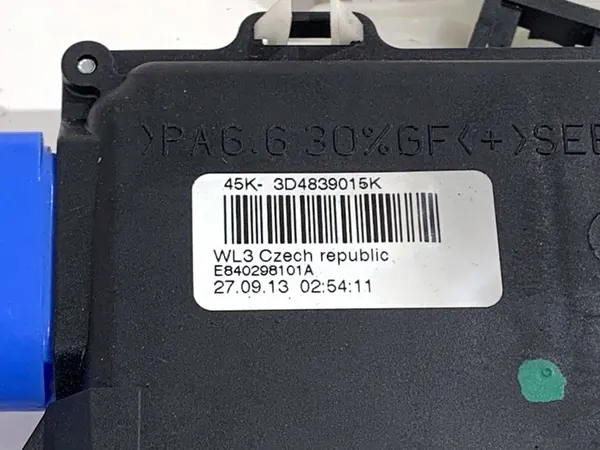 >PA6.6 30%GF<+>SEB
45K- 3D4839015K
WL3 Czech republic
E840298101A
27.09.13 02:54:11